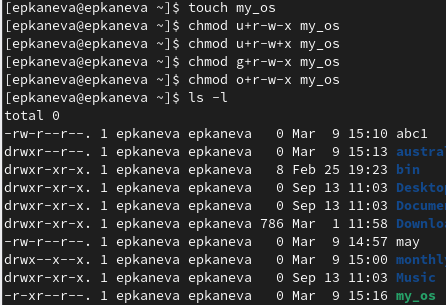 [epkaneva@epkaneva ~]$ touch my_os
[epkaneva@epkaneva ~]$ chmod u+r-w-x my_os
[epkaneva@epkaneva ~]$ chmod u+r-w+x my_os
[epkaneva@epkaneva ~]$ chmod g+r-w-x my_os
[epkaneva@epkaneva ~]$ chmod o+r-w-x my_os
[epkaneva@epkaneva ~]$ ls -l
total 0
-rw-r--r--. 1 epkaneva epkaneva   0 Mar  9 15:10 abc1
drwxr--r--. 1 epkaneva epkaneva   0 Mar  9 15:13 austra
drwxr-xr-x. 1 epkaneva epkaneva   8 Feb 25 19:23 bin
drwxr-xr-x. 1 epkaneva epkaneva   0 Sep 13 11:03 Deskto
drwxr-xr-x. 1 epkaneva epkaneva   0 Sep 13 11:03 Docume
drwxr-xr-x. 1 epkaneva epkaneva 786 Mar  1 11:58 Downlo
-rw-r--r--. 1 epkaneva epkaneva   0 Mar  9 14:57 may
drwx--x--x. 1 epkaneva epkaneva   0 Mar  9 15:00 monthly
drwxr-xr-x. 1 epkaneva epkaneva   0 Sep 13 11:03 Music
-r-xr--r--. 1 epkaneva epkaneva   0 Mar  9 15:16 my_os